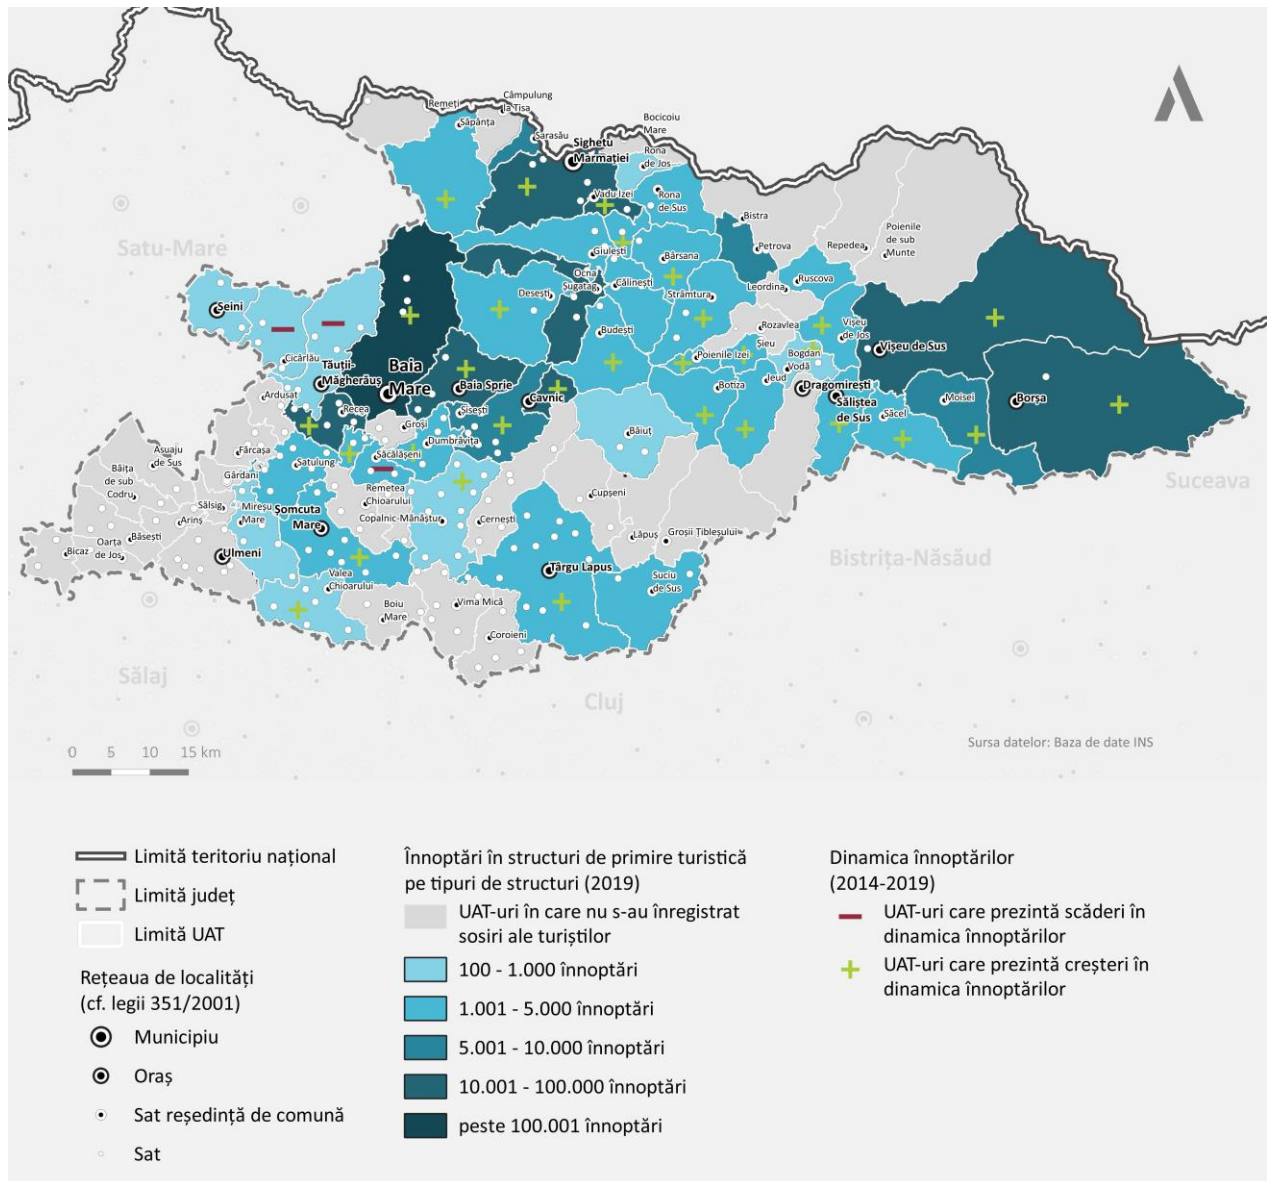 Remeți
Câmpulung
la Tisa
Săpânța
Sarasău
Bocicoiu
Mare
Sighetu
Marmației
Rona
de Jos
Vadu Izei
Rona
de Sus
Bistra
Satu-Mare
Giulești
Bârsana
Petrova
Repedea
Poienile
de sub
Munte
Ocna
Șugatag
Desești
Călinești
Strâmtura
Leordina
Ruscova
Seini
Budești
Rozavlea
Vișeu
de Jos
Șieu
Vișeu de Sus
Cicârlău
Tăuții-
Măgherăuș
Baia
Mare
Baia Sprie
Poienile Izei
Bogdan
Vodă
Botiza
Ieud
Dragomirești
Săliștea
de Sus
Moisei
Borșa
Ardusat
Recea
Cavnic
Șișești
Groși
Săcel
Dumbrăvița
Băiuț
Asuaju
de Sus
Fărcașa
Satulung
Săcălășeni
Băița
de sub
Codru
Gârdani
Remetea
Chioarului
Cupșeni
Suceava
Sălsig
Mireșu
Mare
Șomcuta
Mare
Copalnic-Mănăștur
Cernești
Arinș
Lăpuș
Groșii Țibleșului
Oarța
de Jos
Băsești
Bicaz
Ulmeni
Târgu Lapus
Bistrița-Năsăud
Valea
Chioarului
Suciu
de Sus
Boiu
Mare
Vima Mică
Coroieni
Sălaj
Cluj
0 5 10 15 km
Sursa datelor: Baza de date INS
Limită teritoriu național
Limită județ
Limită UAT
Rețeaua de localități
(cf. legii 351/2001)
Municipiu
Oraș
Sat reședință de comună
Sat
Înnoptări în structuri de primire turistică
pe tipuri de structuri (2019)
UAT-uri în care nu s-au înregistrat
sosiri ale turiștilor
100 - 1.000 înnoptări
1.001 - 5.000 înnoptări
5.001 - 10.000 înnoptări
10.001 - 100.000 înnoptări
peste 100.001 înnoptări
Dinamica înnoptărilor
(2014-2019)
UAT-uri care prezintă scăderi în
dinamica înnoptărilor
UAT-uri care prezintă creșteri în
dinamica înnoptărilor